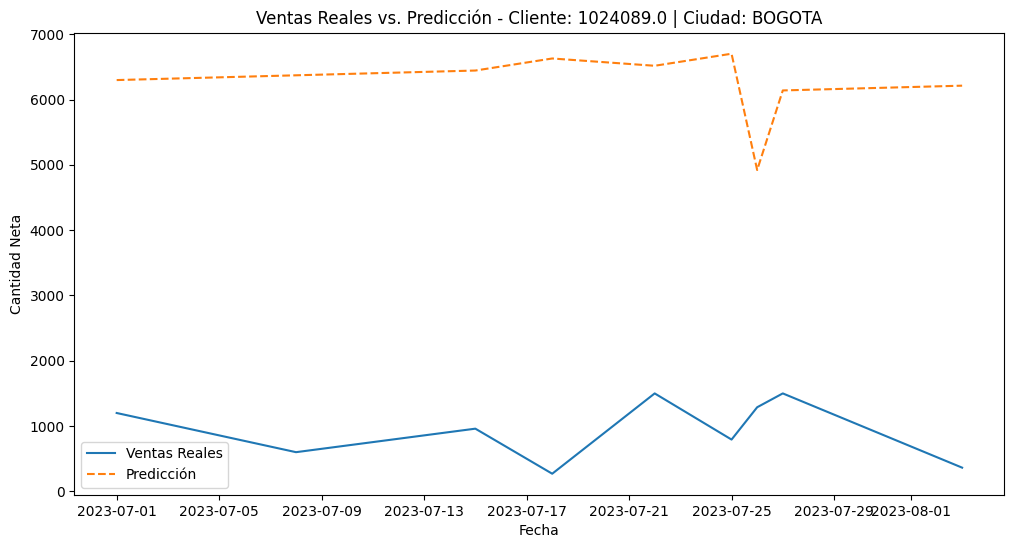 Ventas Reales vs. Predicción - Cliente: 1024089.0 | Ciudad: BOGOTA
7000
6000
5000
4000
3000
2000
1000
0
Cantidad Neta
Ventas Reales
Predicción
2023-07-01 2023-07-05 2023-07-09 2023-07-13 2023-07-17 2023-07-21 2023-07-25 2023-07-29 2023-08-01
Fecha